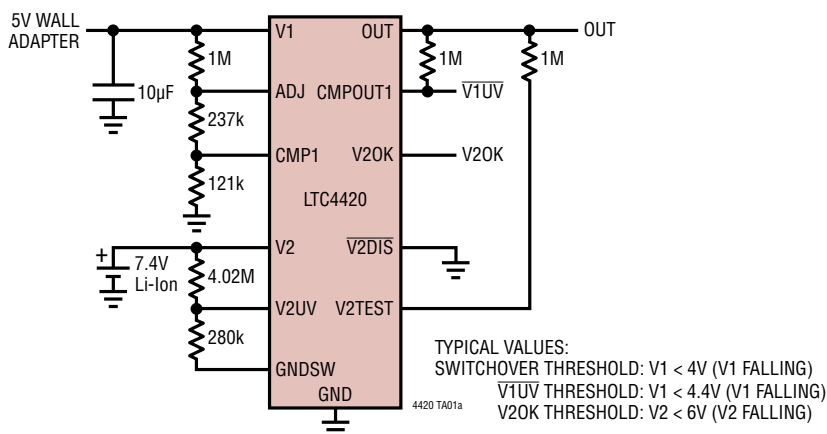 5V WALL
ADAPTER
V1
OUT
OUT
1M
1M
1M
10µF
ADJ
CMPOUT1
V1UV
237k
CMP1
V2OK
V2OK
121k
LTC4420
V2
V2DIS
+
7.4V
Li-Ion
4.02M
V2UV
V2TEST
280k
GNDSW
GND
4420 TA01a
TYPICAL VALUES:
SWITCHOVER THRESHOLD: V1 < 4V (V1 FALLING)
V1UV THRESHOLD: V1 < 4.4V (V1 FALLING)
V2OK THRESHOLD: V2 < 6V (V2 FALLING)